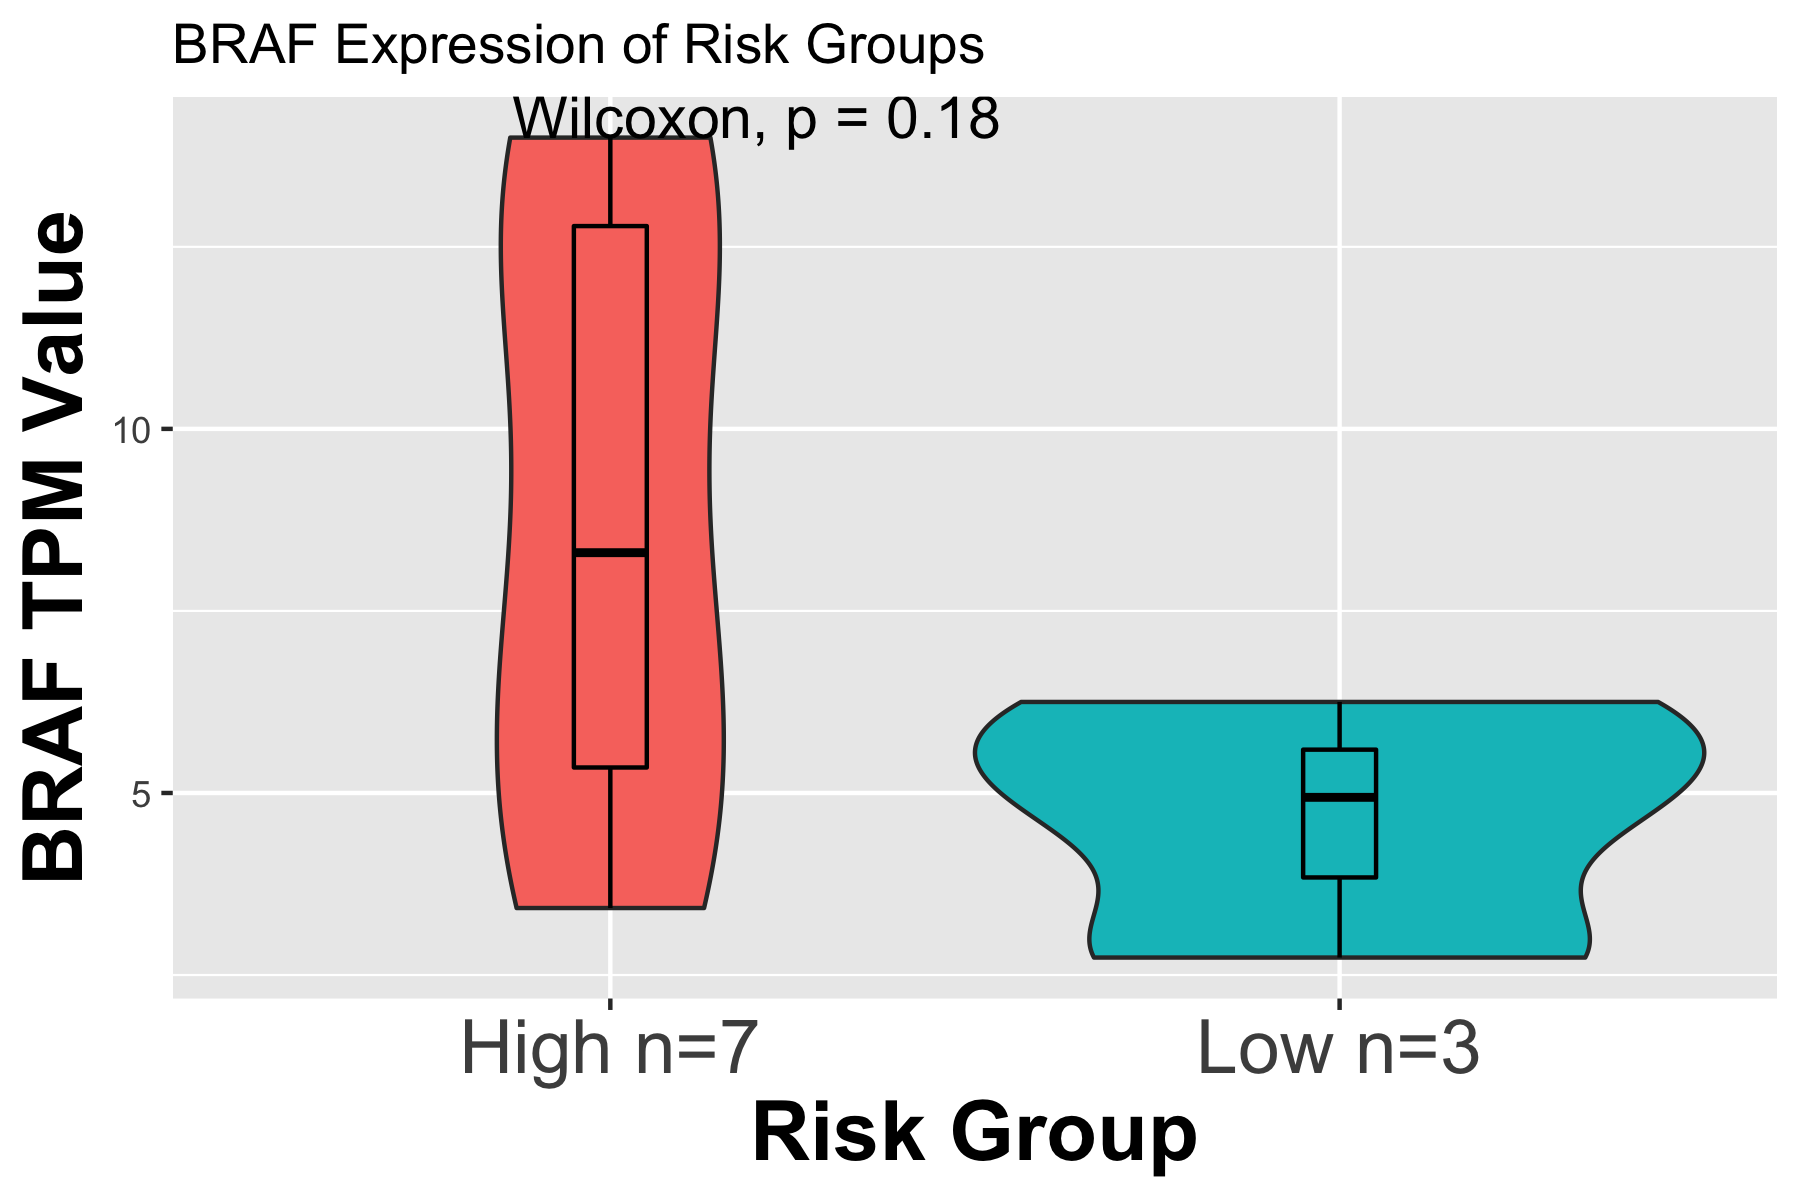 BRAF Expression of Risk Groups
Wilcoxon, p = 0.18
BRAF TPM Value
10
5
High n=7
Low n=3
Risk Group